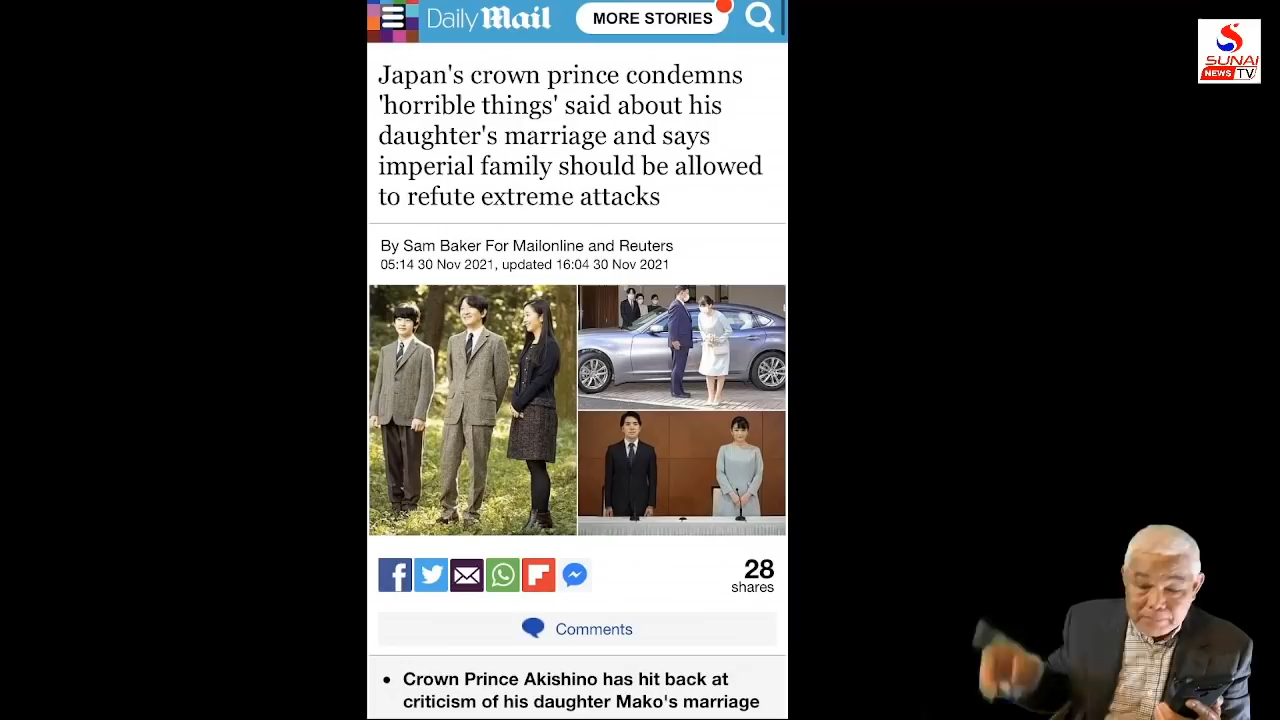 Daily Mail
MORE STORIES
SUNAI
NEWS TV
Japan's crown prince condemns
'horrible things' said about his
daughter's marriage and says
imperial family should be allowed
to refute extreme attacks
By Sam Baker For Mailonline and Reuters
05:14 30 Nov 2021, updated 16:04 30 Nov 2021
28
shares
Comments
• Crown Prince Akishino has hit back at
criticism of his daughter Mako's marriage